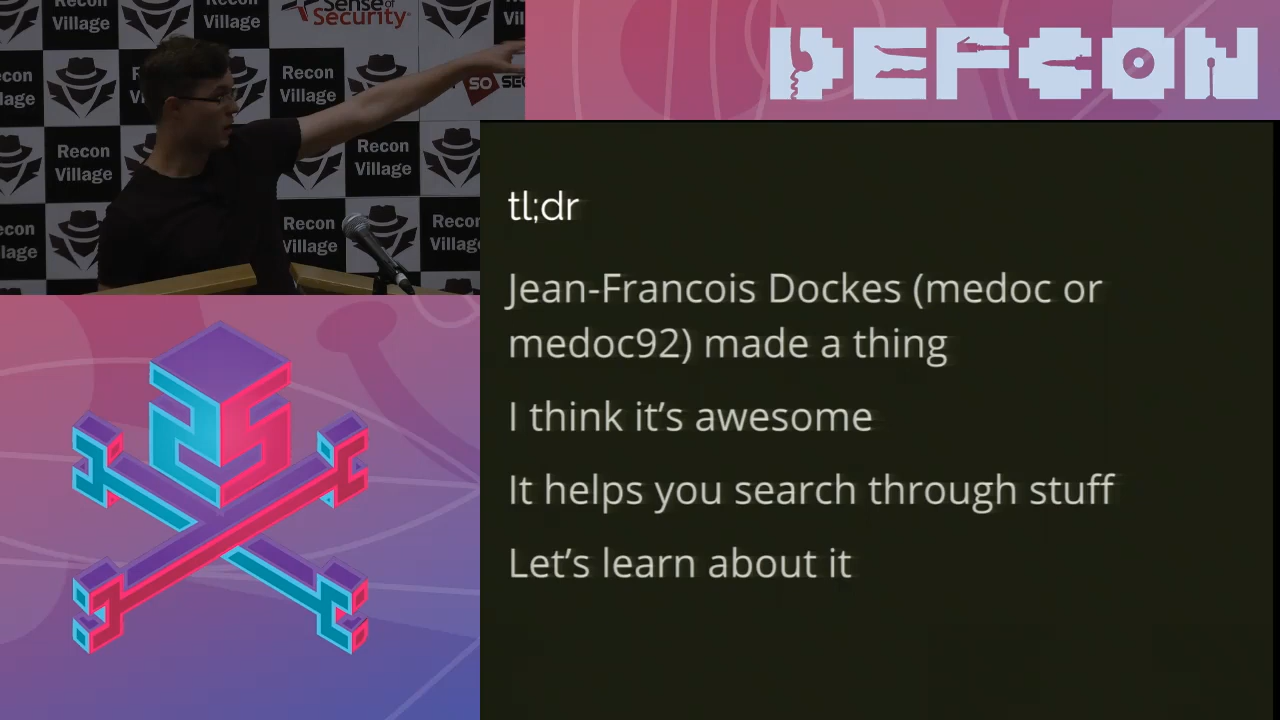 Recon
Village
Sense of
Security
Recon
Village
Recon
Village
SO SEC
Recon
Village
Recon
Village
Recon
Village
Recon
Village
DEFCON
tl;dr
Jean-Francois Dockes (medoc or
medoc92) made a thing
I think it’s awesome
It helps you search through stuff
Let’s learn about it